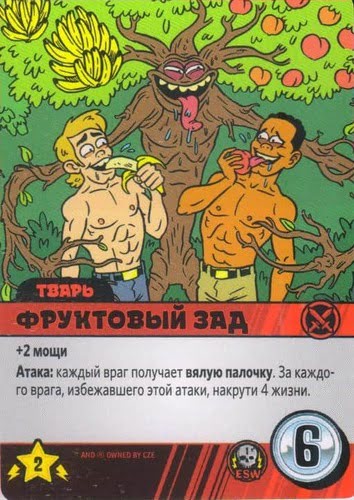 ТВАРЬ
ФРУКТОВЫЙ ЗАД
+2 мощи
Атака: каждый враг получает вялую палочку. За каждо-
го врага, избежавшего этой атаки, накрути 4 жизни.
2
AND ® OWNED BY CZE
ESW
6